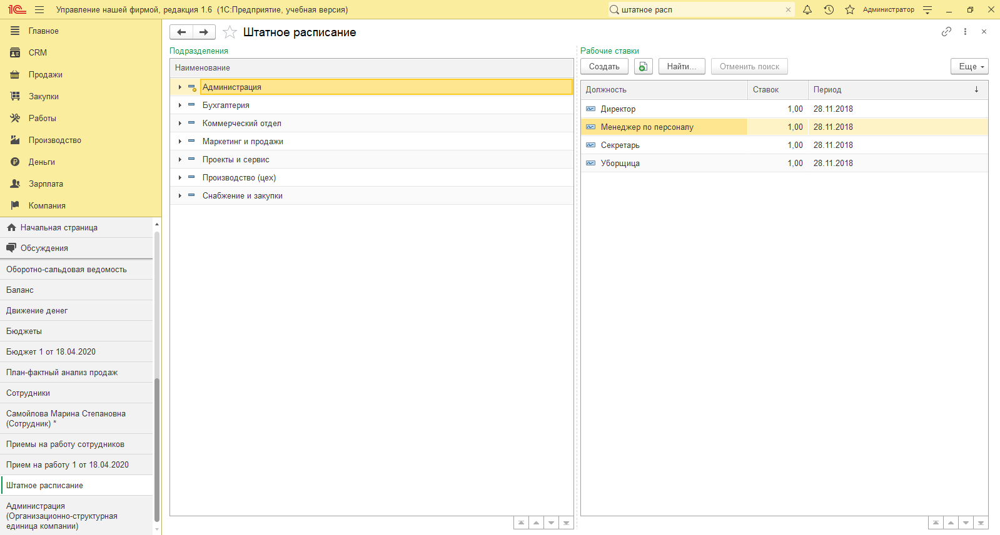 1С Управление нашей фирмой, редакция 1.6 (1С:Предприятие, учебная версия)
штатное расп
Администратор
Главное
CRM
Продажи
Закупки
Работы
Производство
Деньги
Зарплата
Компания
Начальная страница
Обсуждения
Оборотно-сальдовая ведомость
Баланс
Движение денег
Бюджеты
Бюджет 1 от 18.04.2020
План-фактный анализ продаж
Сотрудники
Самойлова Марина Степановна
(Сотрудник) *
Приемы на работу сотрудников
Прием на работу 1 от 18.04.2020
Штатное расписание
Администрация
(Организационно-структурная
единица компании)
Штатное расписание
Подразделения
Наименование
Администрация
Бухгалтерия
Коммерческий отдел
Маркетинг и продажи
Проекты и сервис
Производство (цех)
Снабжение и закупки
Рабочие ставки
Создать
Найти...
Отменить поиск
Еще
Должность Ставок Период
Директор 1,00 28.11.2018
Менеджер по персоналу 1,00 28.11.2018
Секретарь 1,00 28.11.2018
Уборщица 1,00 28.11.2018